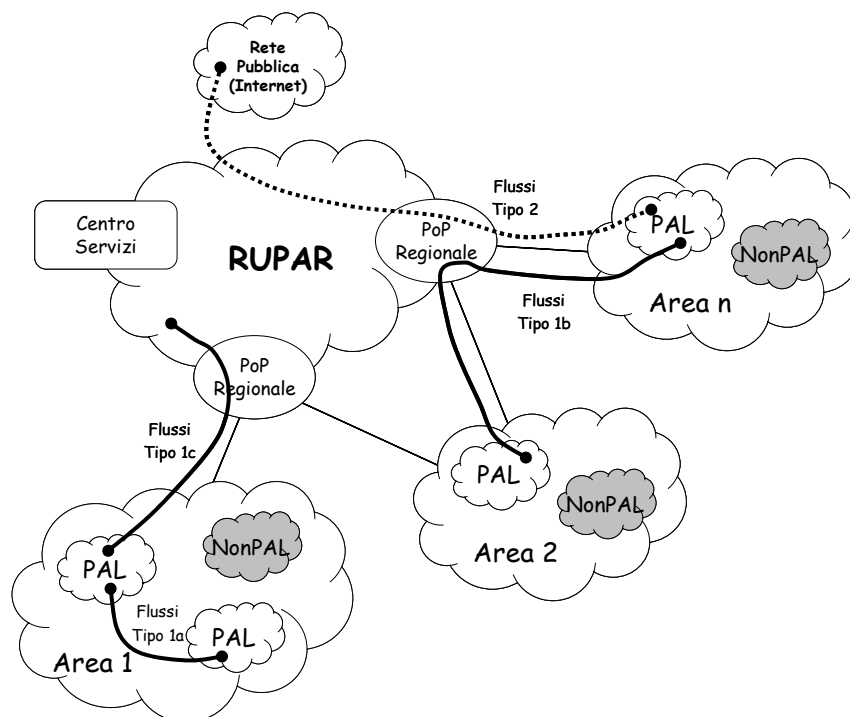 Rete
Pubblica
(Internet)
Flussi
Tipo 2
Centro
Servizi
RUPAR
PoP
Regionale
PAL
NonPAL
Area n
Flussi
Tipo 1b
PoP
Regionale
Flussi
Tipo 1c
PAL
NonPAL
Area 2
PAL
NonPAL
Flussi
Tipo 1a
PAL
Area 1